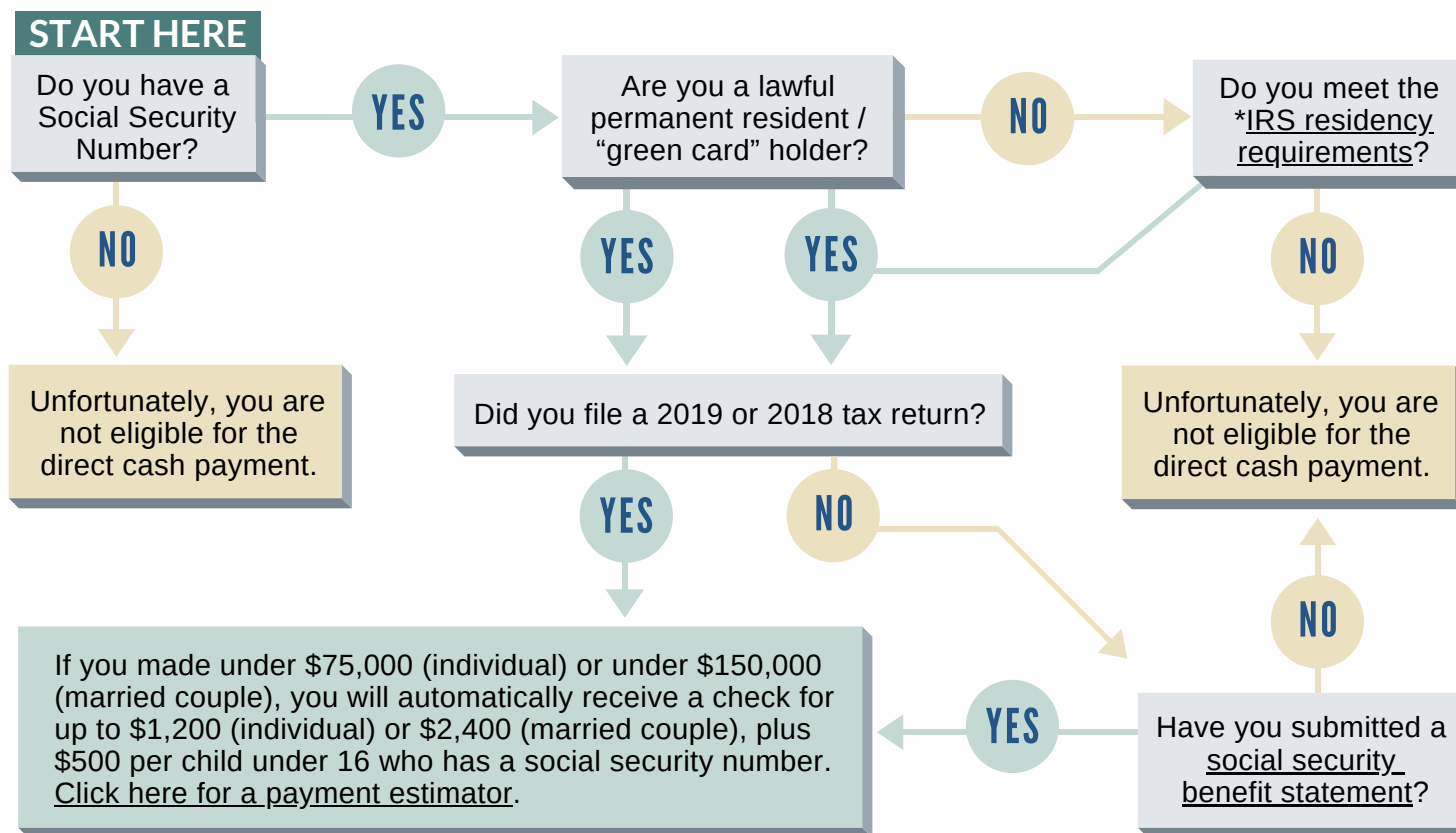 START HERE
Do you have a
Social Security
Number?
YES
Are you a lawful
permanent resident /
“green card” holder?
NO
Do you meet the
*IRS residency
requirements?
NO
YES
YES
NO
Unfortunately, you are
not eligible for the
direct cash payment.
Did you file a 2019 or 2018 tax return?
Unfortunately, you are
not eligible for the
direct cash payment.
YES
NO
NO
If you made under $75,000 (individual) or under $150,000
(married couple), you will automatically receive a check for
up to $1,200 (individual) or $2,400 (married couple), plus
$500 per child under 16 who has a social security number.
Click here for a payment estimator.
YES
Have you submitted a
social security
benefit statement?